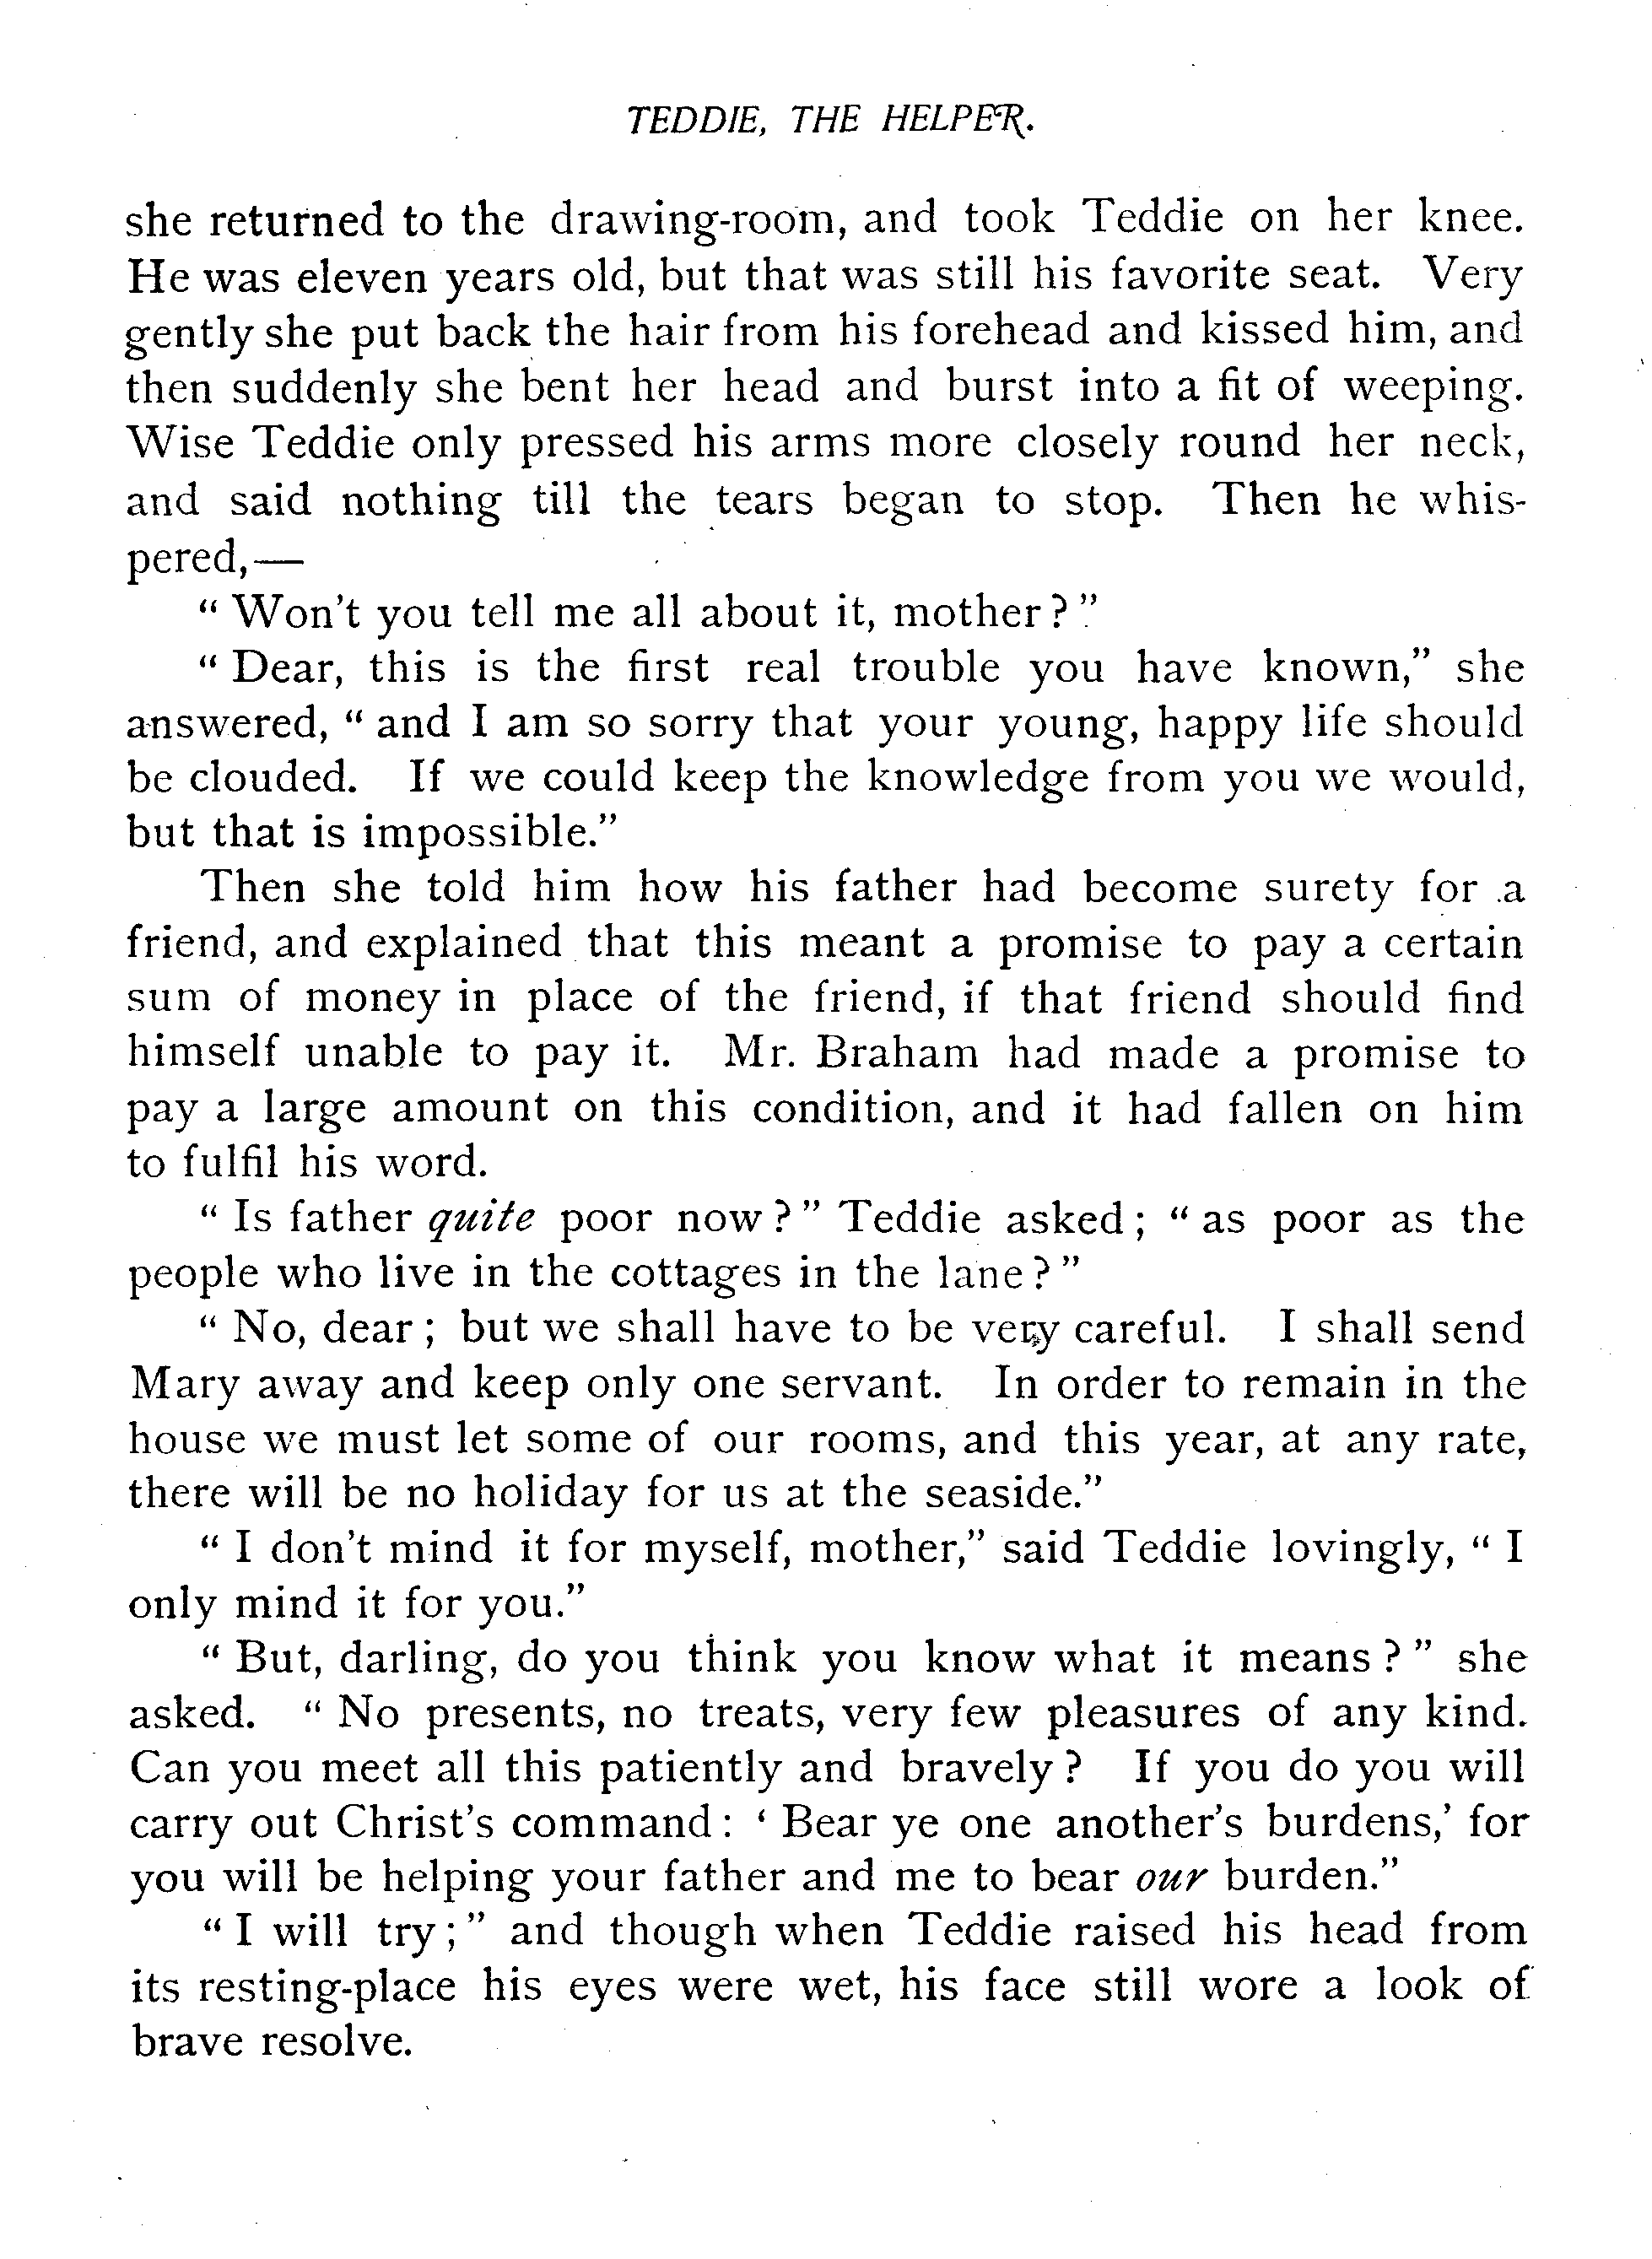 TEDDIE, THE HELPER.
she returned to the drawing-room, and took Teddie on her knee.
He was eleven years old, but that was still his favorite seat. Very
gently she put back the hair from his forehead and kissed him, and
then suddenly she bent her head and burst into a fit of weeping.
Wise Teddie only pressed his arms more closely round her neck,
and said nothing till the tears began to stop. Then he whis-
pered,—
“ Won't you tell me all about it, mother ? ”
“ Dear, this is the first real trouble you have known,” she
answered, “ and I am so sorry that your young, happy life should
be clouded. If we could keep the knowledge from you we would,
but that is impossible.”
Then she told him how his father had become surety for a
friend, and explained that this meant a promise to pay a certain
sum of money in place of the friend, if that friend should find
himself unable to pay it. Mr. Braham had made a promise to
pay a large amount on this condition, and it had fallen on him
to fulfil his word.
“ Is father quite poor now ? ” Teddie asked ; “ as poor as the
people who live in the cottages in the lane ? ”
“ No, dear ; but we shall have to be very careful. I shall send
Mary away and keep only one servant. In order to remain in the
house we must let some of our rooms, and this year, at any rate,
there will be no holiday for us at the seaside.”
“ I don't mind it for myself, mother,” said Teddie lovingly, “ I
only mind it for you.”
“ But, darling, do you think you know what it means ? ” she
asked. “ No presents, no treats, very few pleasures of any kind.
Can you meet all this patiently and bravely ? If you do you will
carry out Christ's command : ‘ Bear ye one another's burdens,’ for
you will be helping your father and me to bear our burden.”
“ I will try ; ” and though when Teddie raised his head from
its resting-place his eyes were wet, his face still wore a look of
brave resolve.